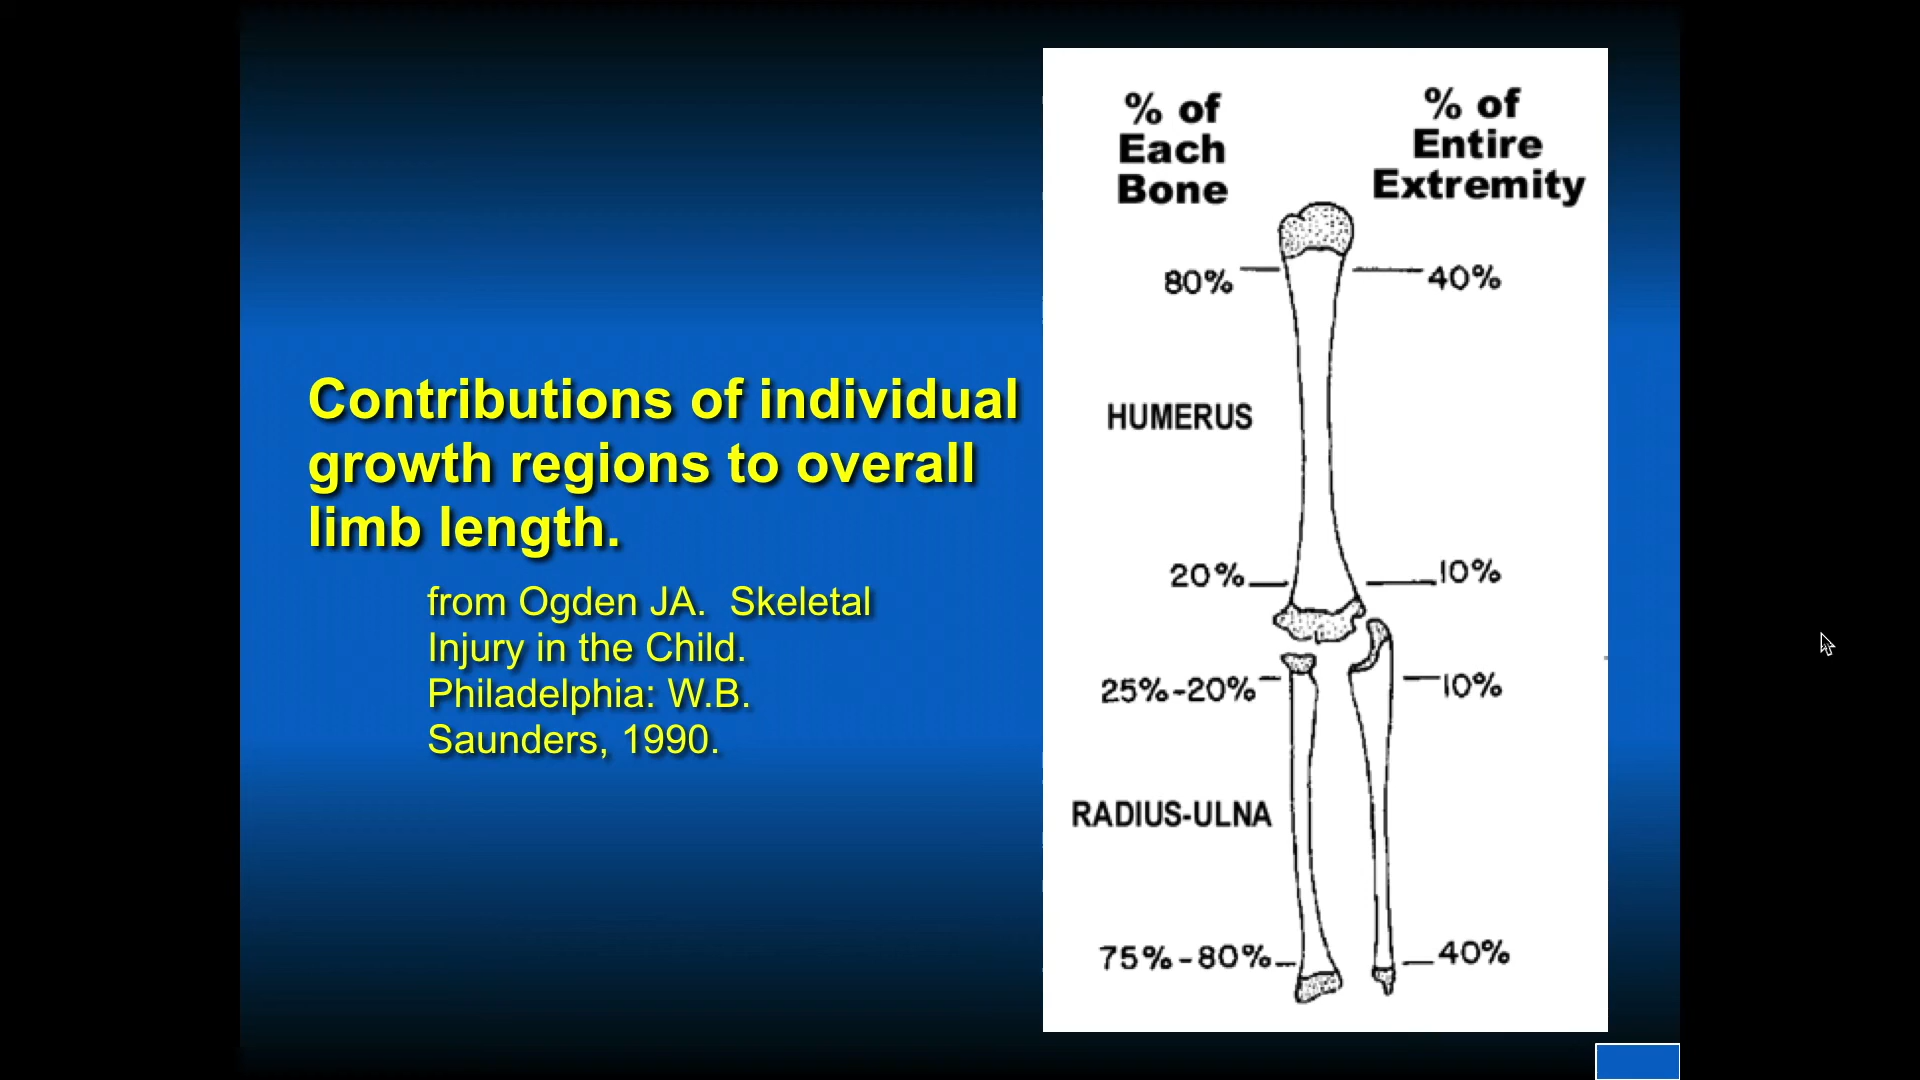 Contributions of individual
growth regions to overall
limb length.
from Ogden JA.  Skeletal
Injury in the Child.
Philadelphia: W.B.
Saunders, 1990.
% of
Each
Bone
% of
Entire
Extremity
80%
40%
HUMERUS
20%
10%
25%-20%
10%
RADIUS-ULNA
75%-80%
40%